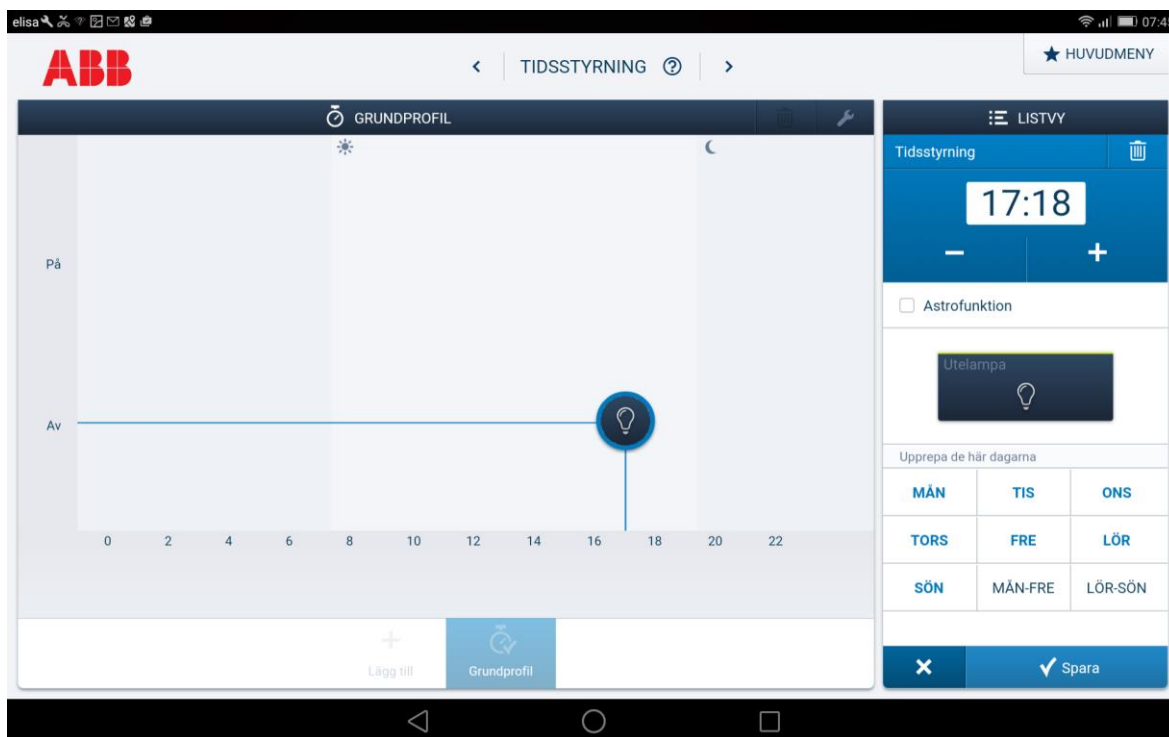 elisa 07:45
ABB
TIDSSTYRNING ?
HUVUDMENY
GRUNDPROFIL
LISTVY
Tidsstyrning
17:18
− +
På
Astrofunktion
Utelampa
Av
Upprepa de här dagarna
MÅN TIS ONS
0 2 4 6 8 10 12 14 16 18 20 22
TORS FRE LÖR
SÖN MÅN-FRE LÖR-SÖN
Lägg till
Grundprofil
Spara